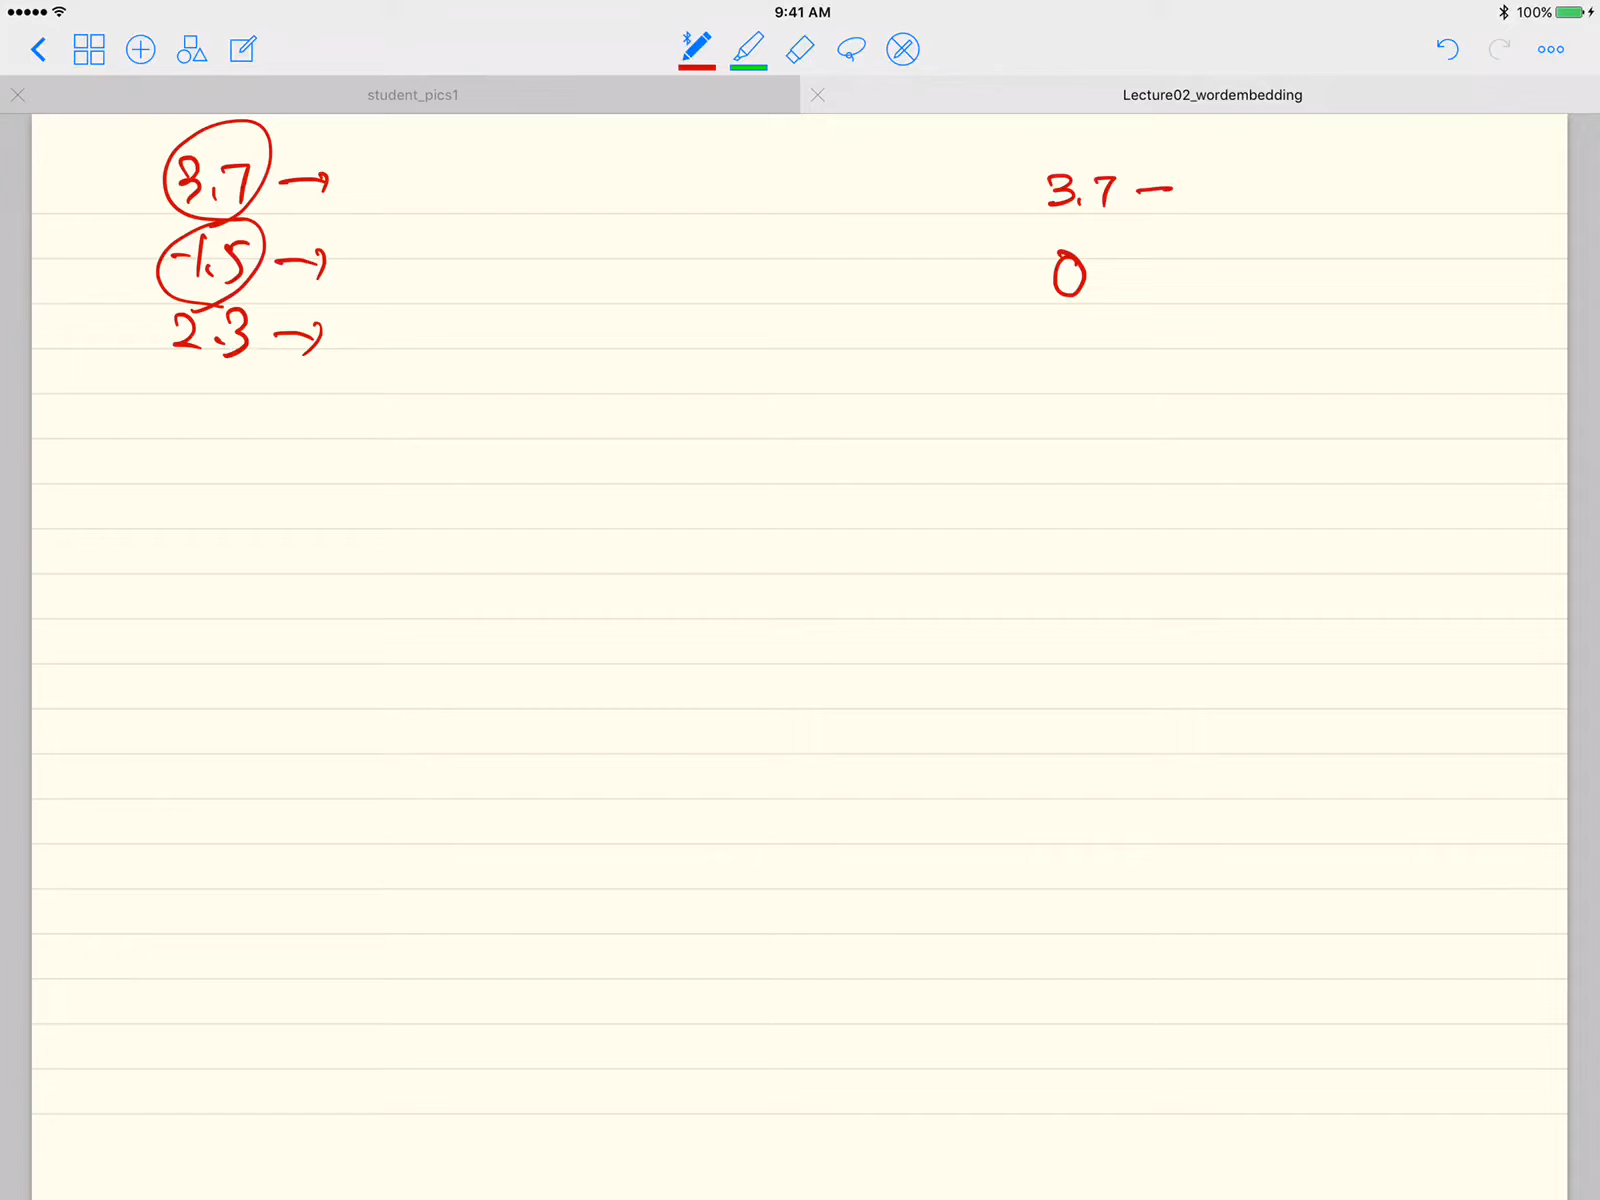 9:41 AM
100%
student_pics1
Lecture02_wordembedding
3.7 →
-1.5 →
2.3 →
3.7 –
0